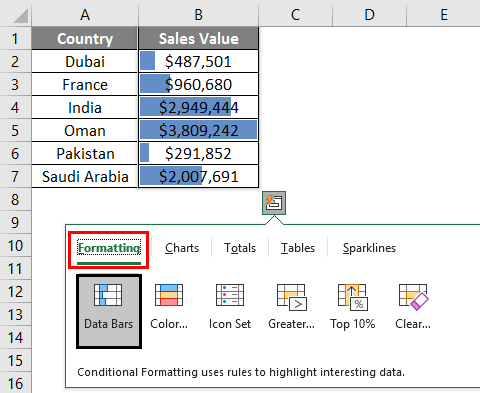 A B C D E
1 Country Sales Value
2 Dubai $487,501
3 France $960,680
4 India $2,949,444
5 Oman $3,809,242
6 Pakistan $291,852
7 Saudi Arabia $2,007,691
8
9
10 Formatting Charts Totals Tables Sparklines
11
12
13
14 Data Bars Color... Icon Set Greater... Top 10% Clear...
15
16 Conditional Formatting uses rules to highlight interesting data.